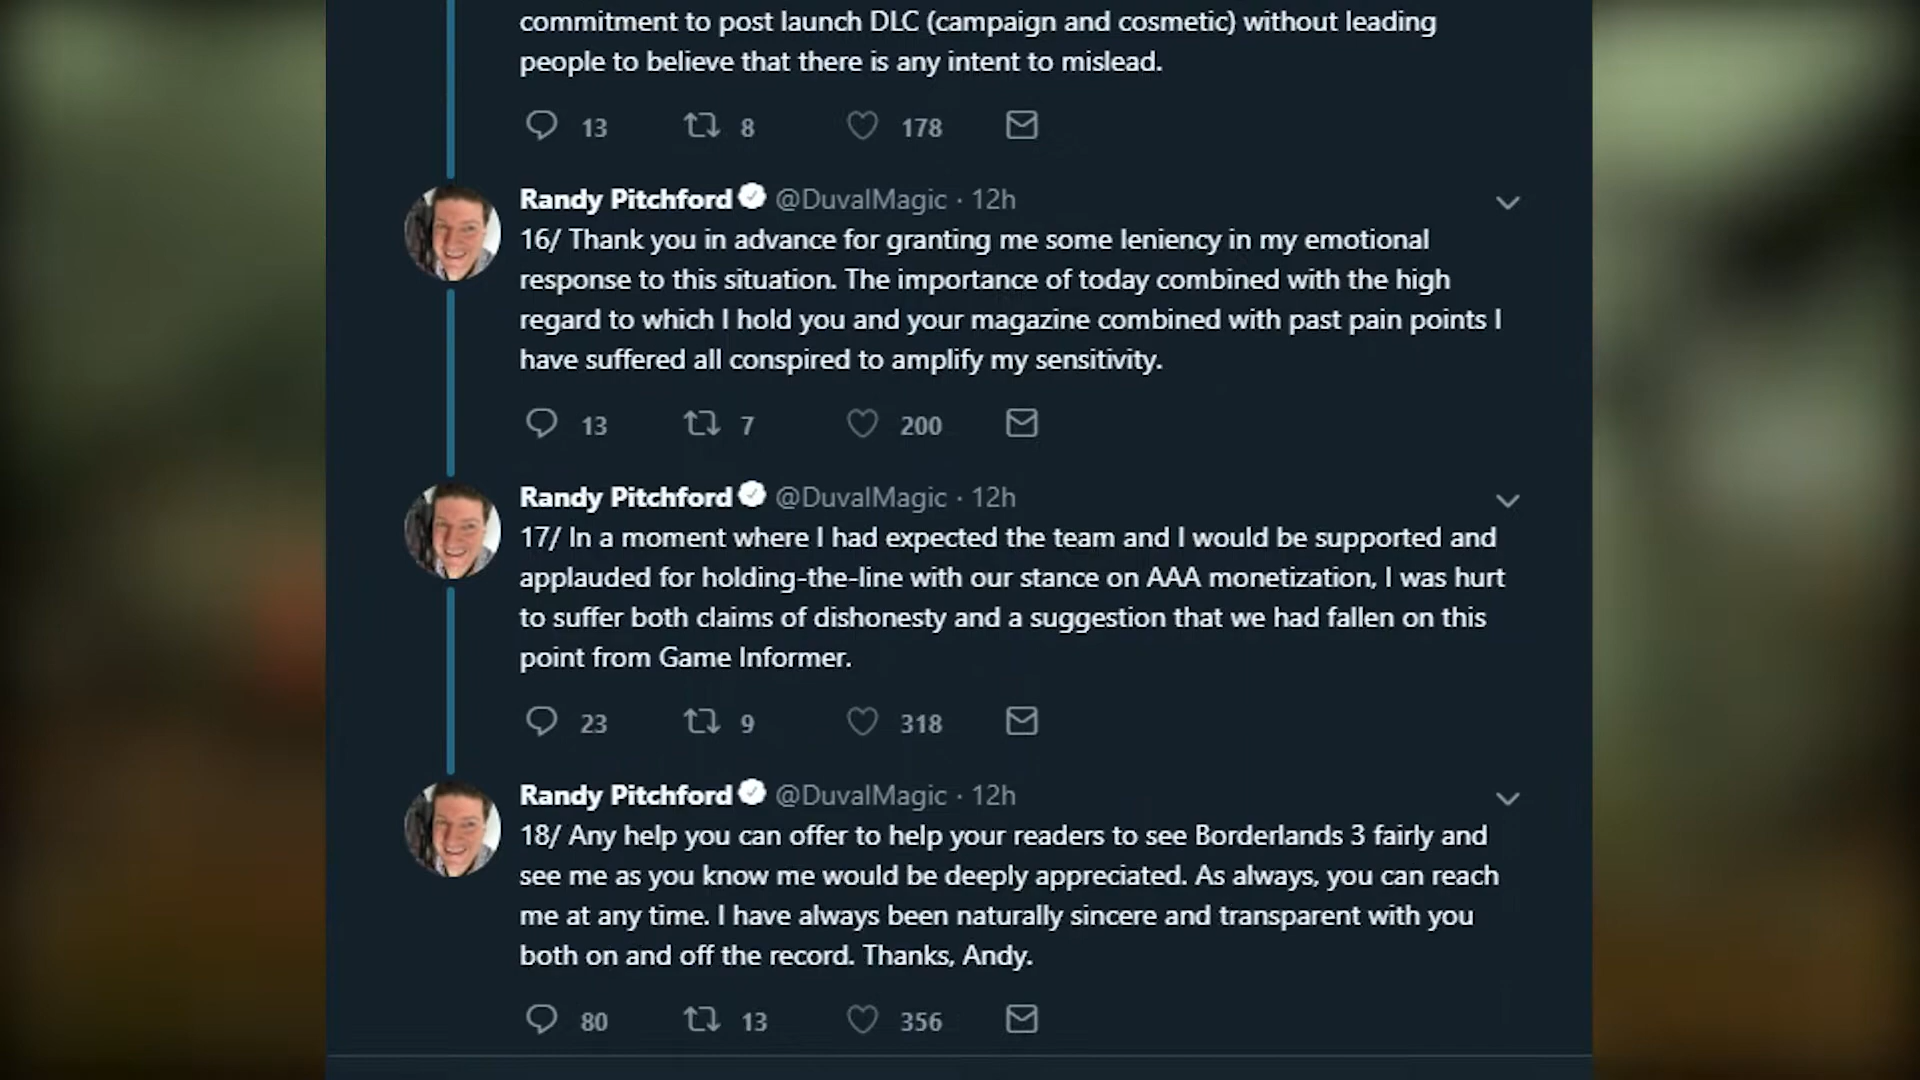 commitment to post launch DLC (campaign and cosmetic) without leading
people to believe that there is any intent to mislead.
13 8 178
Randy Pitchford @DuvalMagic · 12h
16/ Thank you in advance for granting me some leniency in my emotional
response to this situation. The importance of today combined with the high
regard to which I hold you and your magazine combined with past pain points I
have suffered all conspired to amplify my sensitivity.
13 7 200
Randy Pitchford @DuvalMagic · 12h
17/ In a moment where I had expected the team and I would be supported and
applauded for holding-the-line with our stance on AAA monetization, I was hurt
to suffer both claims of dishonesty and a suggestion that we had fallen on this
point from Game Informer.
23 9 318
Randy Pitchford @DuvalMagic · 12h
18/ Any help you can offer to help your readers to see Borderlands 3 fairly and
see me as you know me would be deeply appreciated. As always, you can reach
me at any time. I have always been naturally sincere and transparent with you
both on and off the record. Thanks, Andy.
80 13 356